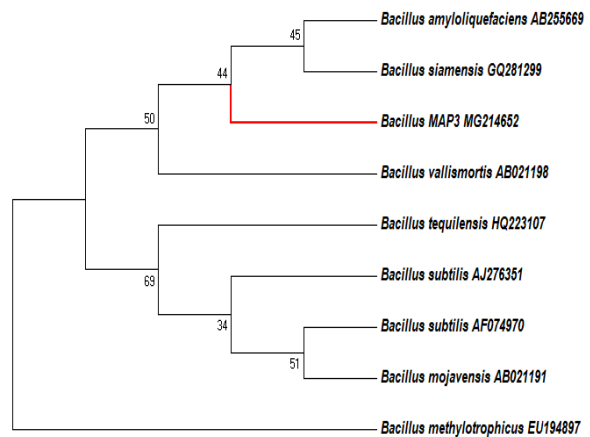 Bacillus amyloliquefaciens AB255669
45
Bacillus siamensis GQ281299
44
Bacillus MAP3 MG214652
50
Bacillus vallismortis AB021198
Bacillus tequilensis HQ223107
69
Bacillus subtilis AJ276351
34
Bacillus subtilis AF074970
51
Bacillus mojavensis AB021191
Bacillus methylotrophicus EU194897